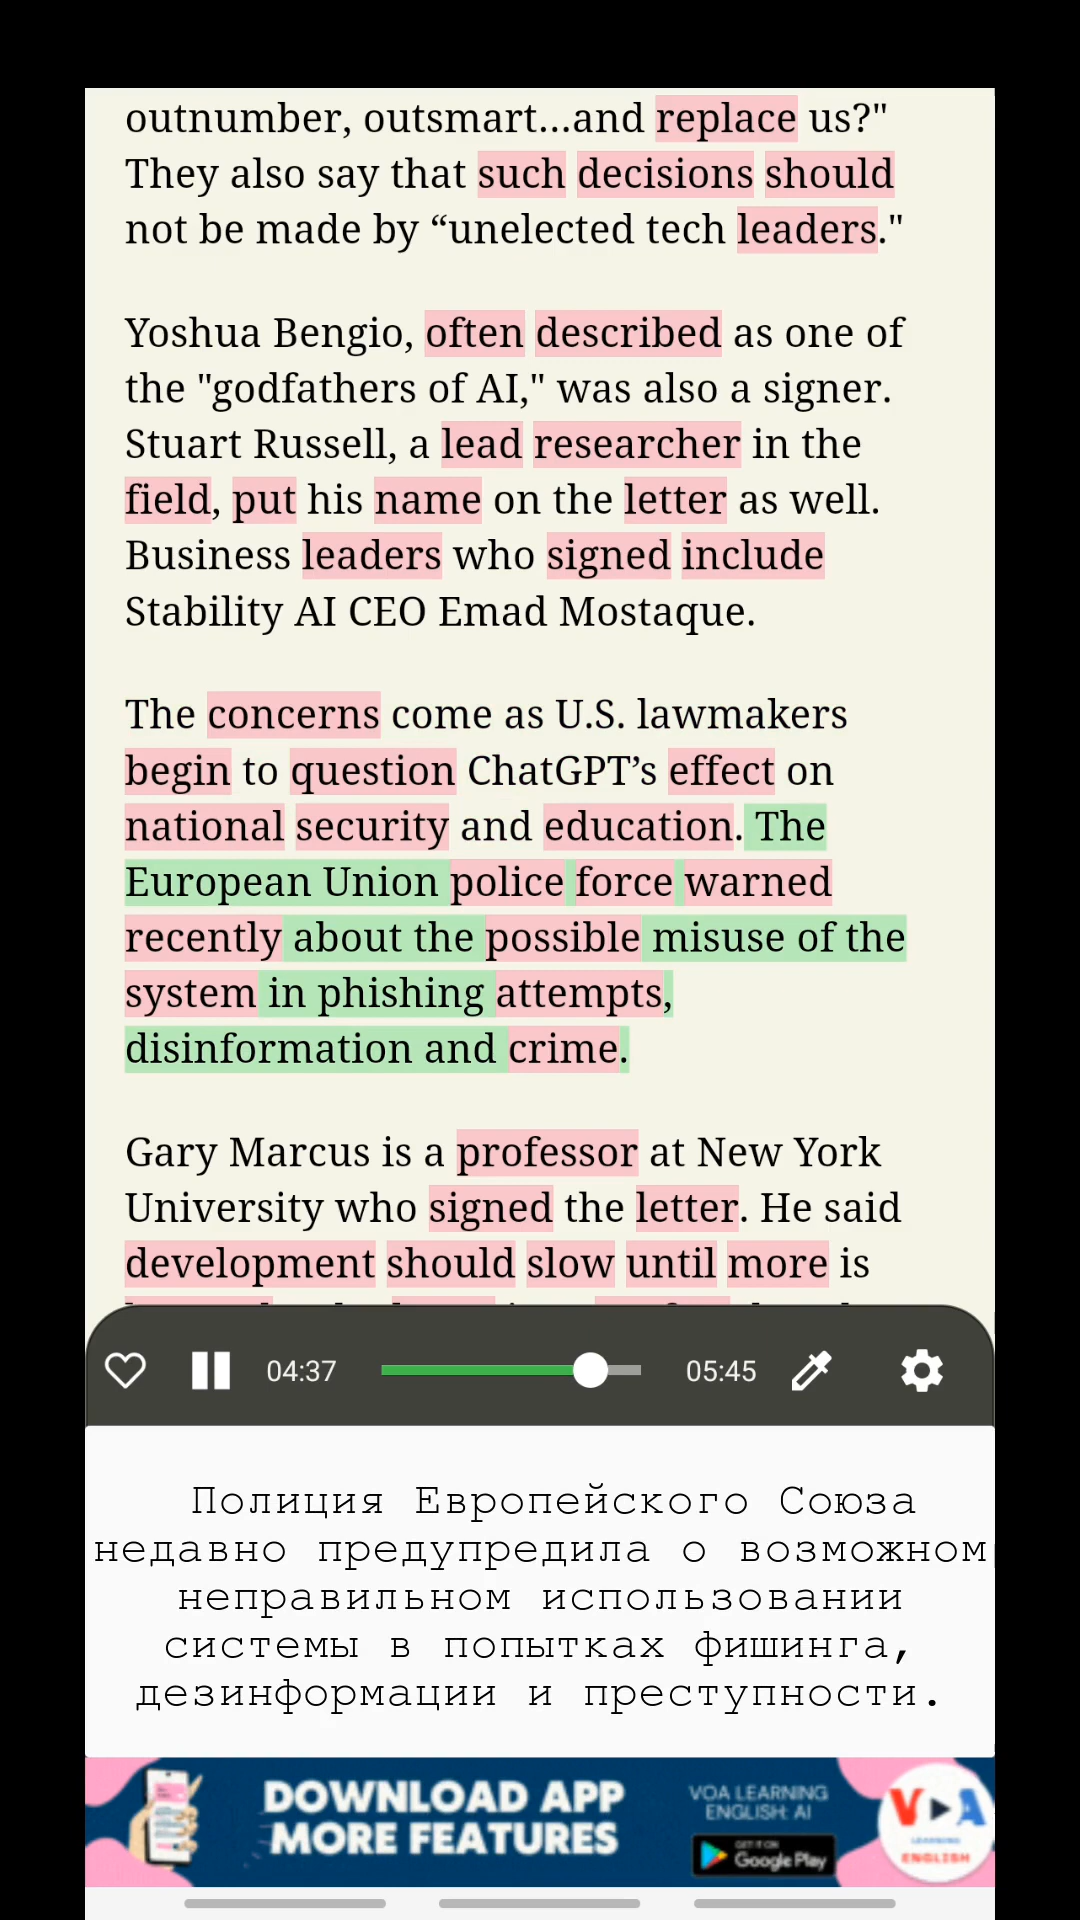 outnumber, outsmart...and replace us?"
They also say that such decisions should
not be made by “unelected tech leaders."
Yoshua Bengio, often described as one of
the "godfathers of AI," was also a signer.
Stuart Russell, a lead researcher in the
field, put his name on the letter as well.
Business leaders who signed include
Stability AI CEO Emad Mostaque.
The concerns come as U.S. lawmakers
begin to question ChatGPT’s effect on
national security and education. The
European Union police force warned
recently about the possible misuse of the
system in phishing attempts,
disinformation and crime.
Gary Marcus is a professor at New York
University who signed the letter. He said
development should slow until more is
04:37
05:45
Полиция Европейского Союза
недавно предупредила о возможном
неправильном использовании
системы в попытках фишинга,
дезинформации и преступности.
DOWNLOAD APP
MORE FEATURES
VOA LEARNING
ENGLISH: AI
GET IT ON
Google Play
VOA
LEARNING
ENGLISH